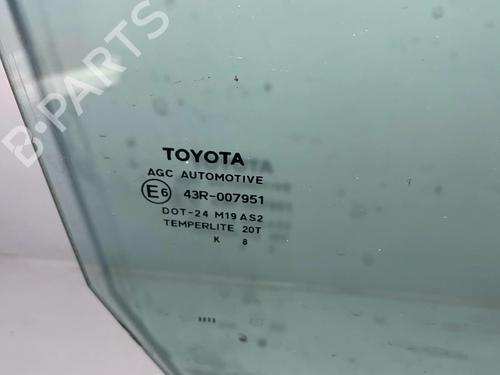 B-PARTS
TOYOTA
AGC AUTOMOTIVE
E6 43R-007951
DOT-24 M19 AS2
TEMPERLITE 20T
K 8